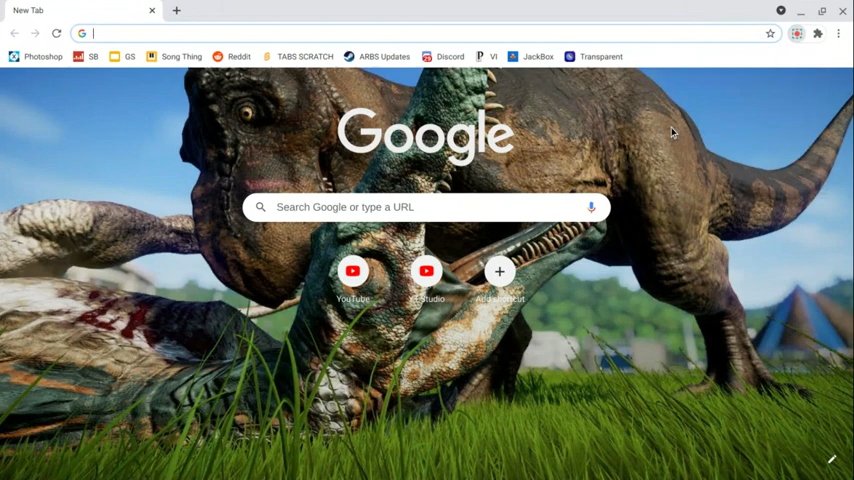 New Tab
Photoshop SB GS Song Thing Reddit TABS SCRATCH ARBS Updates Discord VI JackBox Transparent
Google
Search Google or type a URL
YouTube Studio Add shortcut